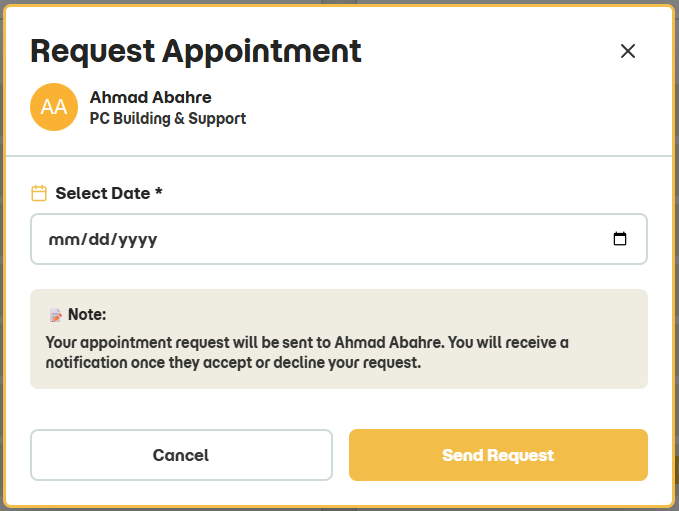 Request Appointment
AA
Ahmad Abahre
PC Building & Support
Select Date *
mm/dd/yyyy
Note:
Your appointment request will be sent to Ahmad Abahre. You will receive a
notification once they accept or decline your request.
Cancel
Send Request